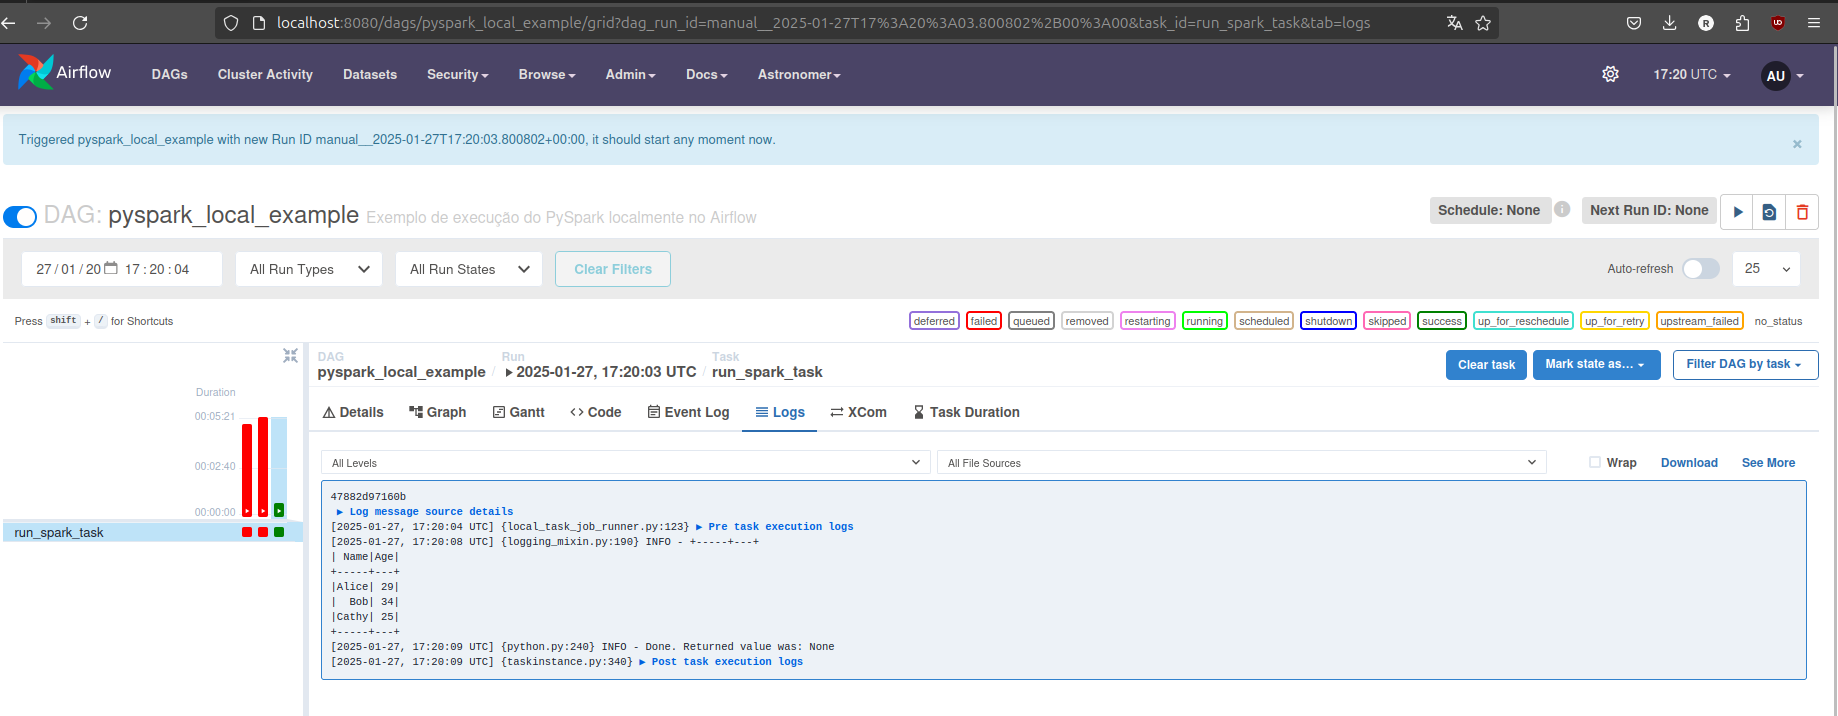 localhost:8080/dags/pyspark_local_example/grid?dag_run_id=manual__2025-01-27T17%3A20%3A03.800802%2B00%3A00&task_id=run_spark_task&tab=logs
R
UD
Airflow DAGs Cluster Activity Datasets Security Browse Admin Docs Astronomer 17:20 UTC AU
Triggered pyspark_local_example with new Run ID manual__2025-01-27T17:20:03.800802+00:00, it should start any moment now. ×
DAG: pyspark_local_example Exemplo de execução do PySpark localmente no Airflow Schedule: None i Next Run ID: None
27/01/20 17:20:04 All Run Types All Run States Clear Filters Auto-refresh 25
Press shift + / for Shortcuts deferred failed queued removed restarting running scheduled shutdown skipped success up_for_reschedule up_for_retry upstream_failed no_status
Duration
00:05:21
00:02:40
00:00:00
run_spark_task
DAG Run Task
pyspark_local_example / 2025-01-27, 17:20:03 UTC / run_spark_task Clear task Mark state as... Filter DAG by task
Details Graph Gantt Code Event Log Logs XCom Task Duration
All Levels All File Sources Wrap Download See More
47882d97160b
▶ Log message source details
[2025-01-27, 17:20:04 UTC] {local_task_job_runner.py:123} ▶ Pre task execution logs
[2025-01-27, 17:20:08 UTC] {logging_mixin.py:190} INFO - +-----+---+
| Name|Age|
+-----+---+
|Alice| 29|
|  Bob| 34|
|Cathy| 25|
+-----+---+
[2025-01-27, 17:20:09 UTC] {python.py:240} INFO - Done. Returned value was: None
[2025-01-27, 17:20:09 UTC] {taskinstance.py:340} ▶ Post task execution logs